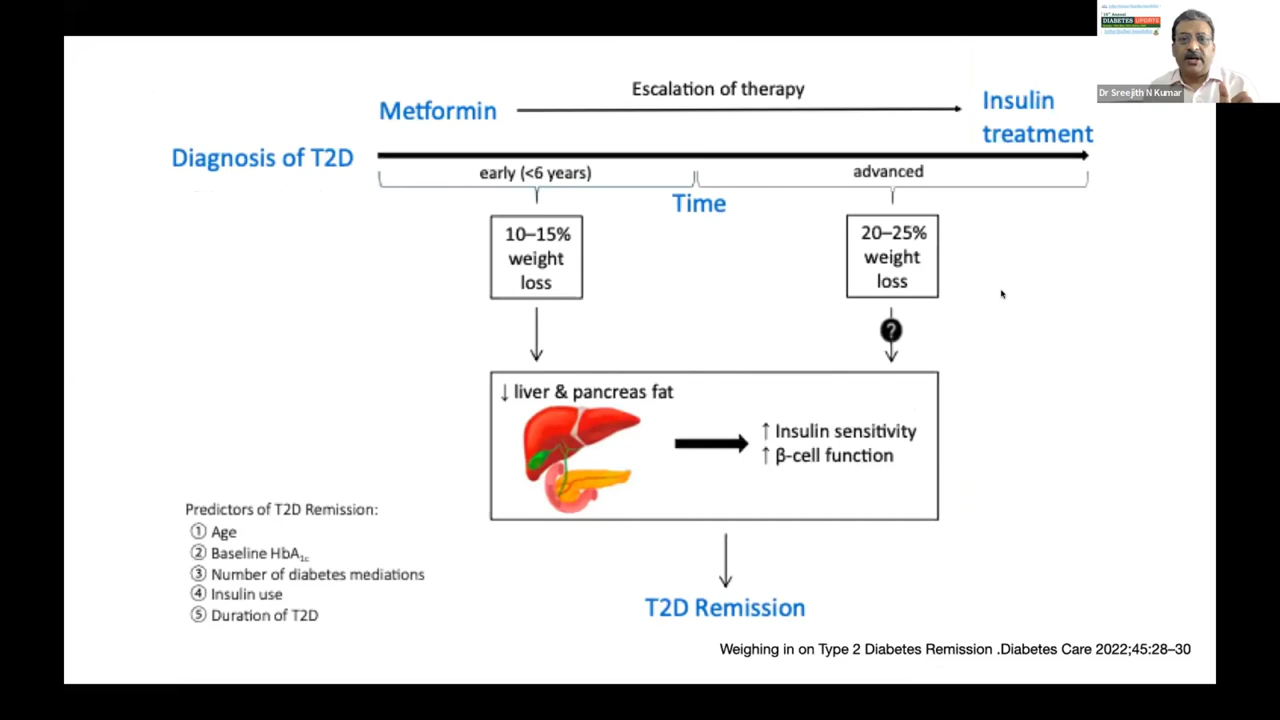 DIABETES UPDATE
Dr Sreejith N Kumar
Escalation of therapy
Metformin
Insulin
treatment
Diagnosis of T2D
early (<6 years)
advanced
Time
10–15%
weight
loss
20–25%
weight
loss
?
↓ liver & pancreas fat
↑ Insulin sensitivity
↑ β-cell function
Predictors of T2D Remission:
① Age
② Baseline HbA1c
③ Number of diabetes mediations
④ Insulin use
⑤ Duration of T2D
T2D Remission
Weighing in on Type 2 Diabetes Remission .Diabetes Care 2022;45:28–30